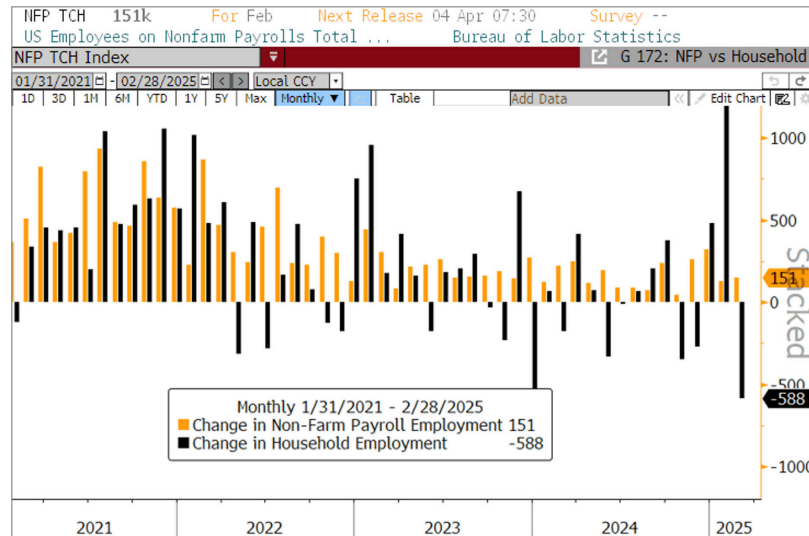 NFP TCH 151k For Feb Next Release 04 Apr 07:30 Survey --
US Employees on Nonfarm Payrolls Total ... Bureau of Labor Statistics
NFP TCH Index G 172: NFP vs Household
01/31/2021 - 02/28/2025 < > Local CCY
1D 3D 1M 6M YTD 1Y 5Y Max Monthly ▼ Table Add Data « Edit Chart
1000
500
151
0
-500
-588
-1000
Stacked
Monthly 1/31/2021 - 2/28/2025
Change in Non-Farm Payroll Employment 151
Change in Household Employment -588
2021 2022 2023 2024 2025